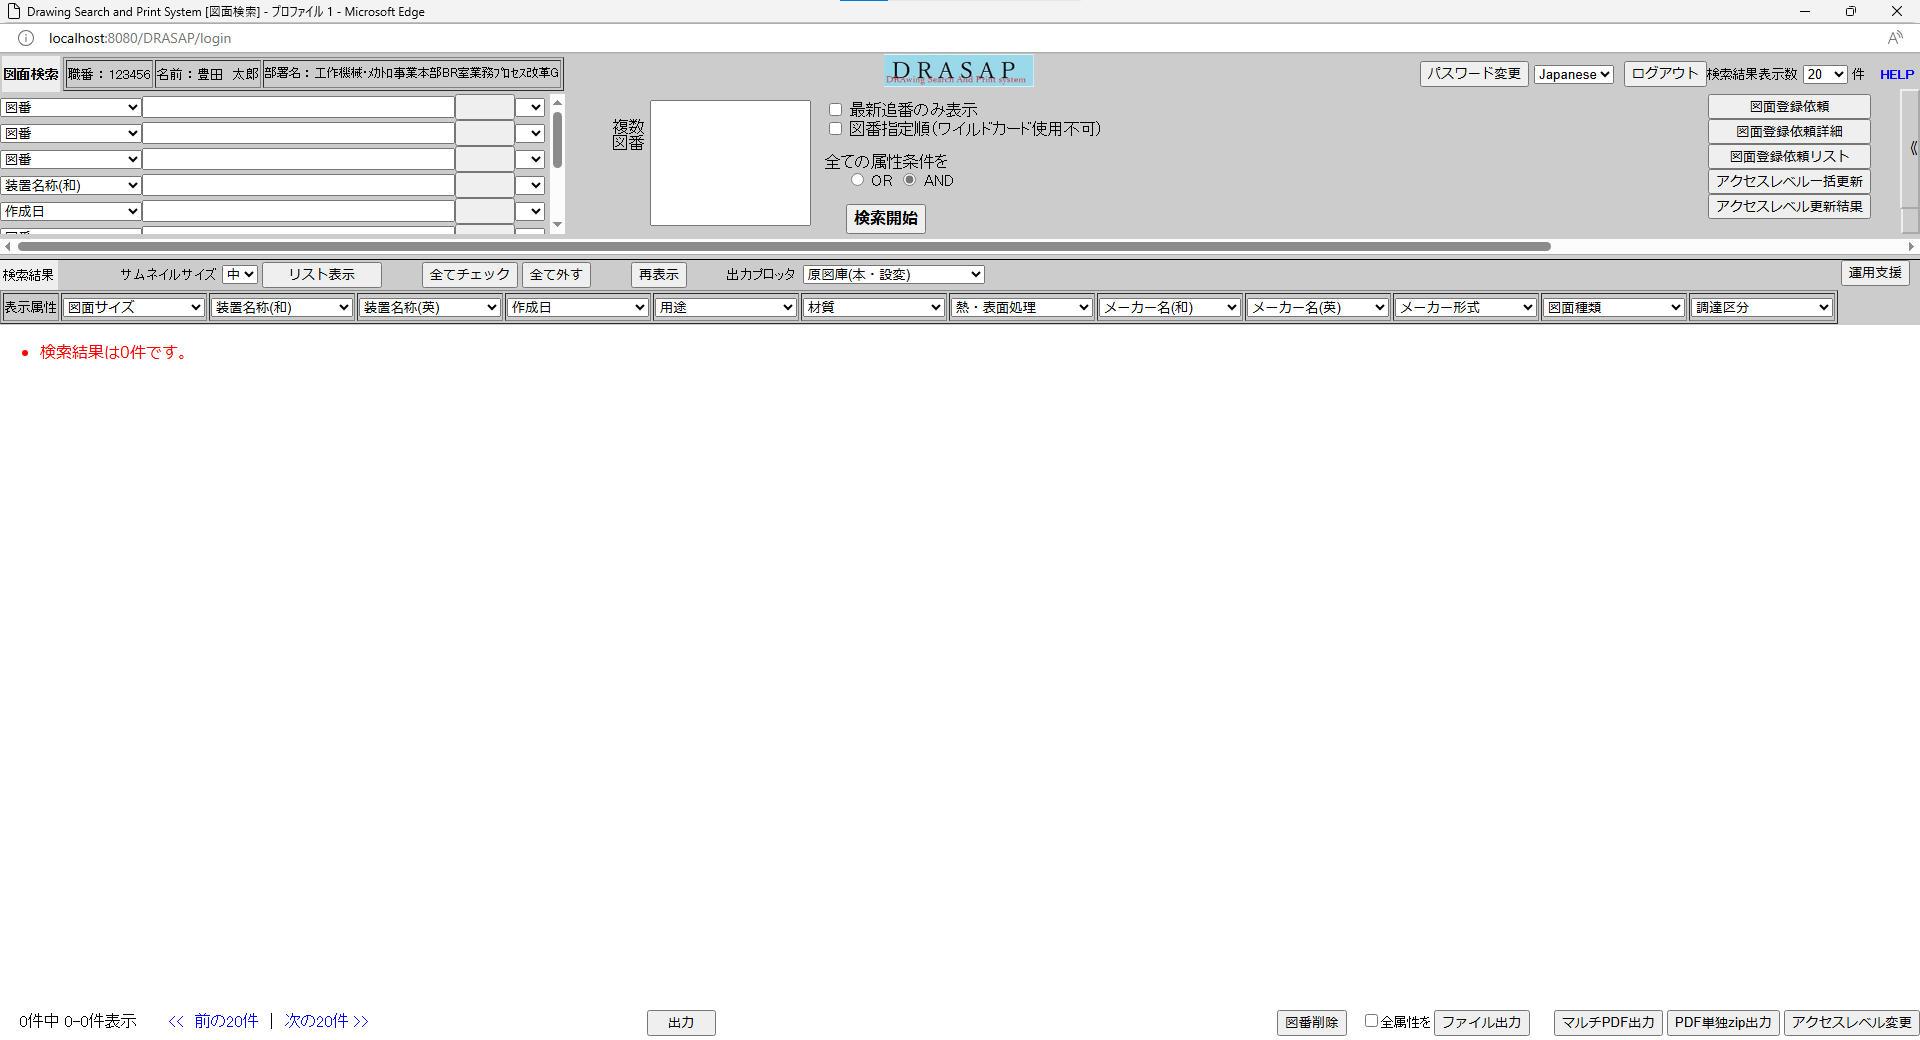 Drawing Search and Print System [図面検索] - プロファイル 1 - Microsoft Edge
localhost:8080/DRASAP/login
図面検索 職番：123456 名前：豊田　太郎 部署名：工作機械・ﾒｶﾄﾛ事業本部BR室業務ﾌﾟﾛｾｽ改革G
DRASAP
DRAwing Search And Print system
パスワード変更 Japanese ログアウト 検索結果表示数 20 件 HELP
図番
図番
図番
装置名称(和)
作成日
複数
図番
最新追番のみ表示
図番指定順(ワイルドカード使用不可)
全ての属性条件を
OR AND
検索開始
図面登録依頼
図面登録依頼詳細
図面登録依頼リスト
アクセスレベル一括更新
アクセスレベル更新結果
《
検索結果 サムネイルサイズ 中 リスト表示 全てチェック 全て外す 再表示 出力プロッタ 原図庫(本・設変) 運用支援
表示属性 図面サイズ 装置名称(和) 装置名称(英) 作成日 用途 材質 熱・表面処理 メーカー名(和) メーカー名(英) メーカー形式 図面種類 調達区分
検索結果は0件です。
0件中 0-0件表示 << 前の20件 | 次の20件 >> 出力 図番削除 全属性を ファイル出力 マルチPDF出力 PDF単独zip出力 アクセスレベル変更